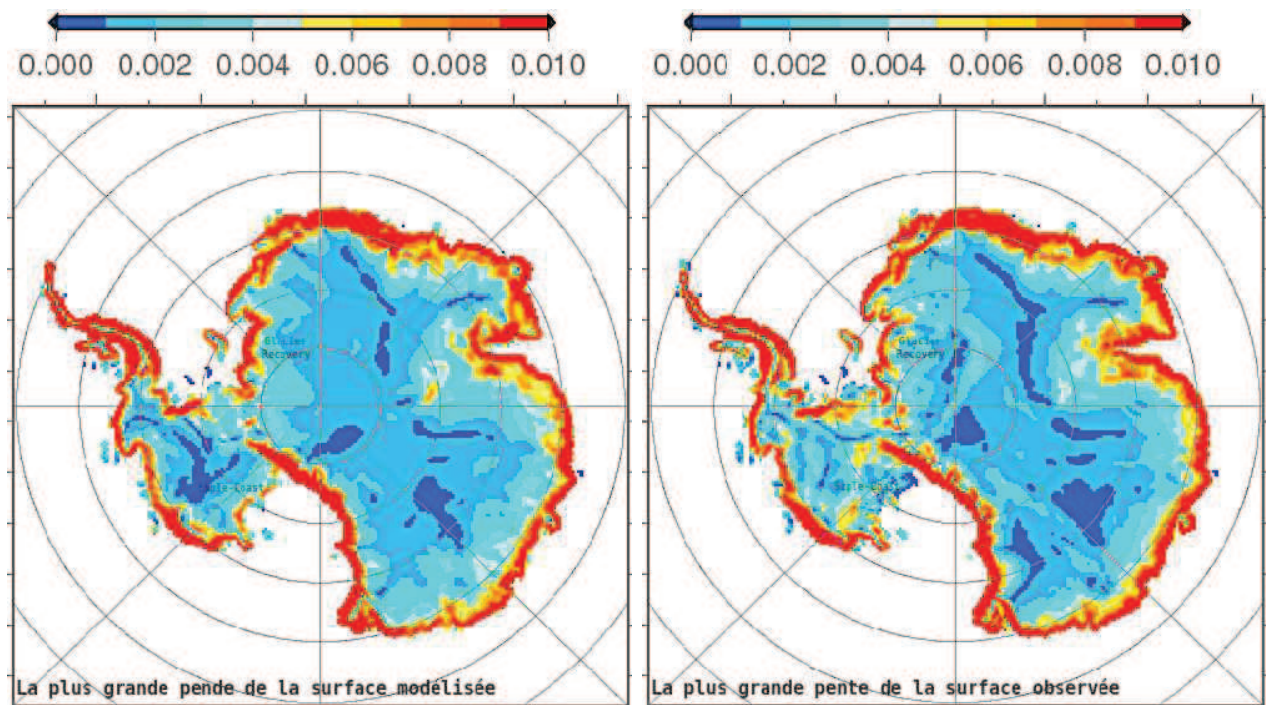 0.000 0.002 0.004 0.006 0.008 0.010
0.000 0.002 0.004 0.006 0.008 0.010
Glacier
Recovery
Glacier
Recovery
La plus grande pende de la surface modélisée
La plus grande pente de la surface observée